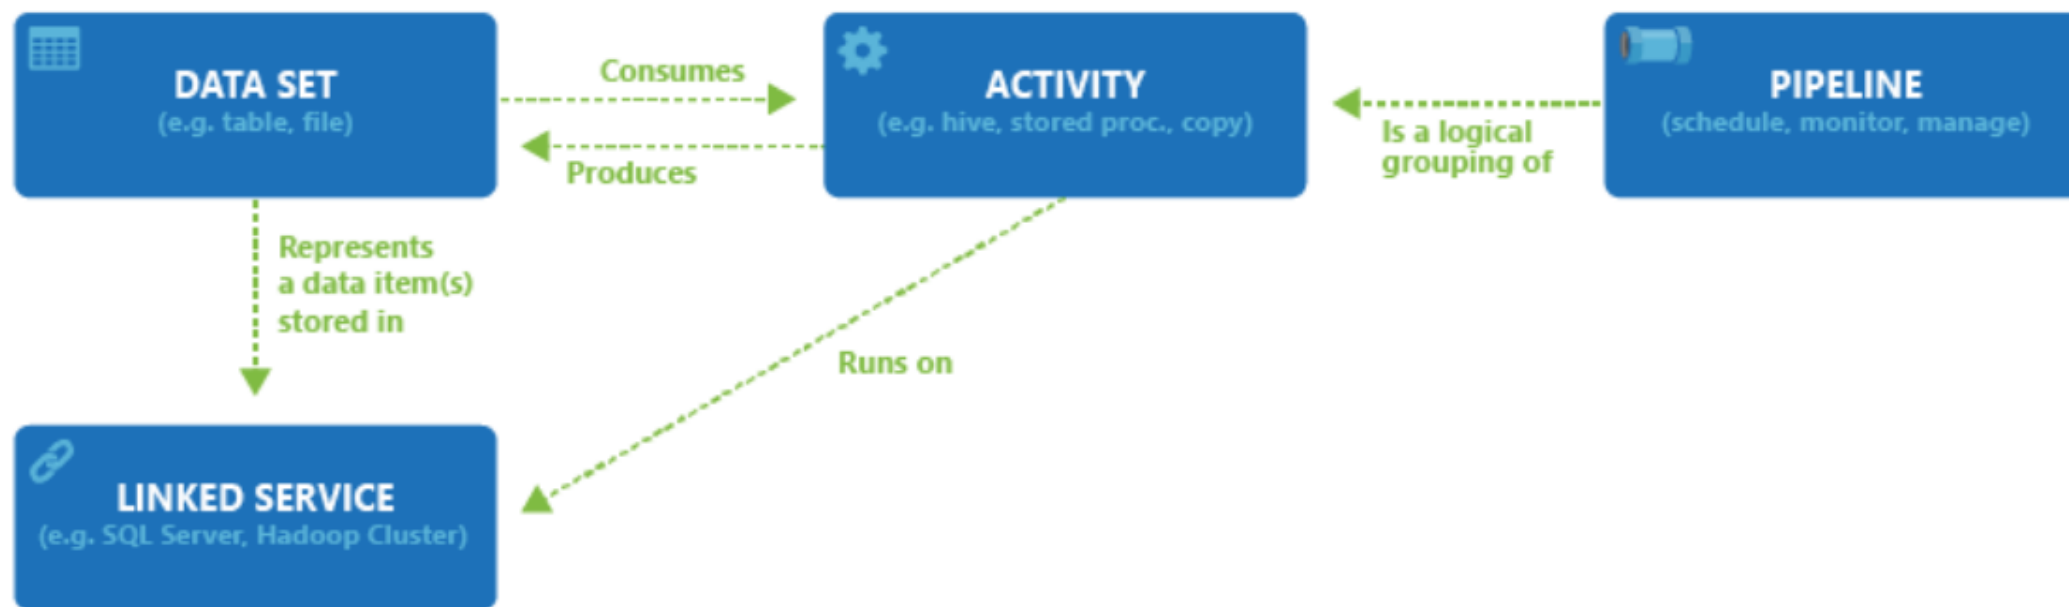 DATA SET
(e.g. table, file)
Consumes
Produces
ACTIVITY
(e.g. hive, stored proc., copy)
Is a logical
grouping of
PIPELINE
(schedule, monitor, manage)
Represents
a data item(s)
stored in
Runs on
LINKED SERVICE
(e.g. SQL Server, Hadoop Cluster)